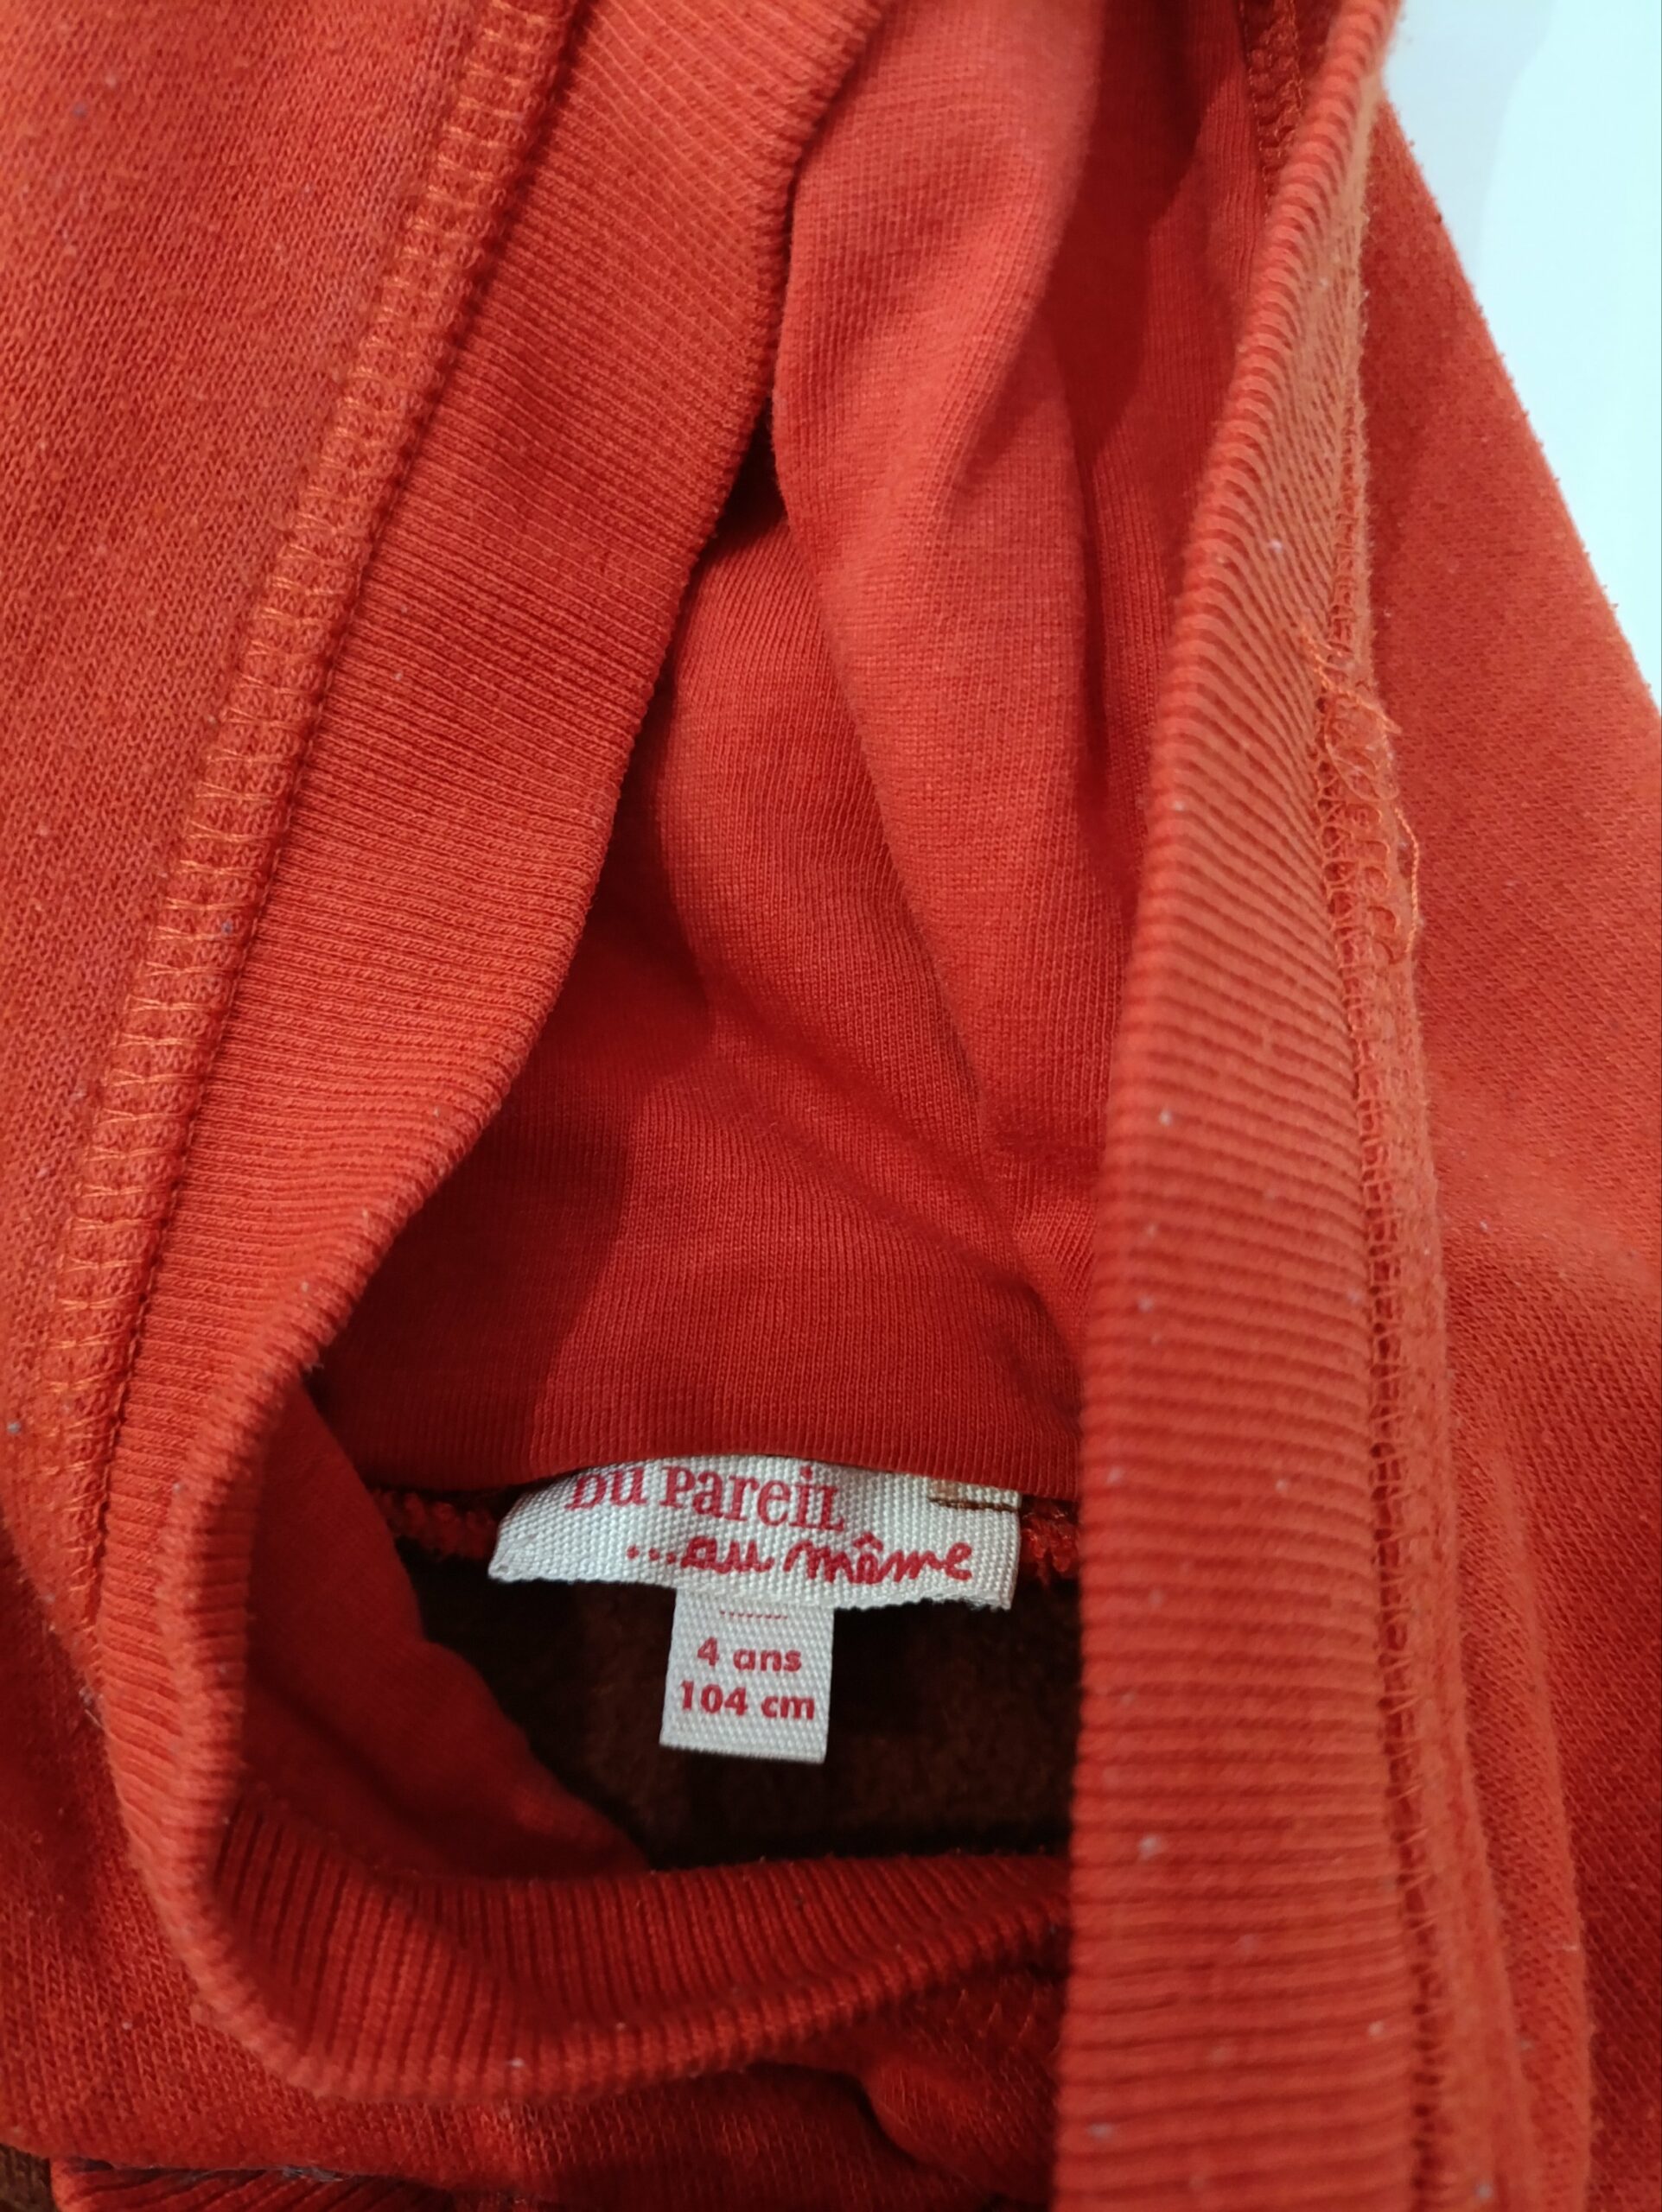 Du Pareil
...au même
4 ans
104 cm